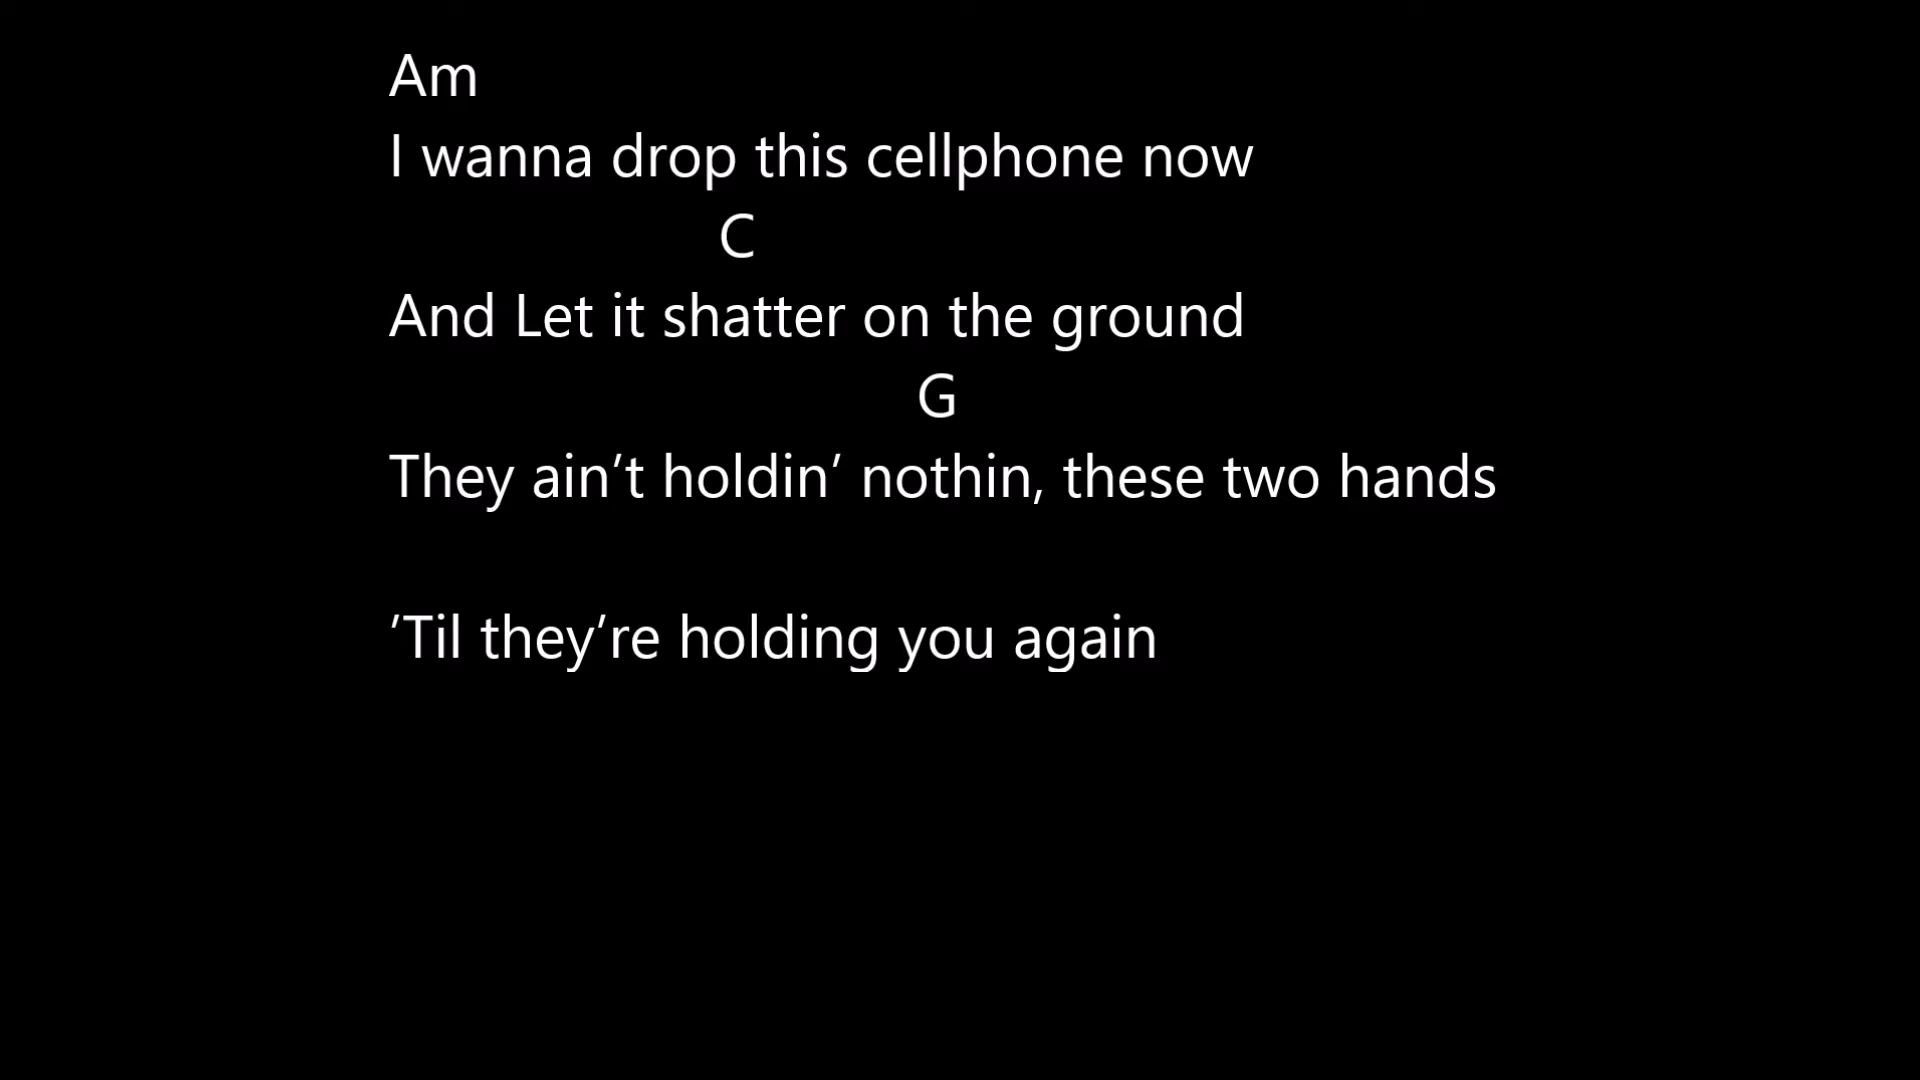 Am
I wanna drop this cellphone now
C
And Let it shatter on the ground
G
They ain’t holdin’ nothin, these two hands
’Til they’re holding you again